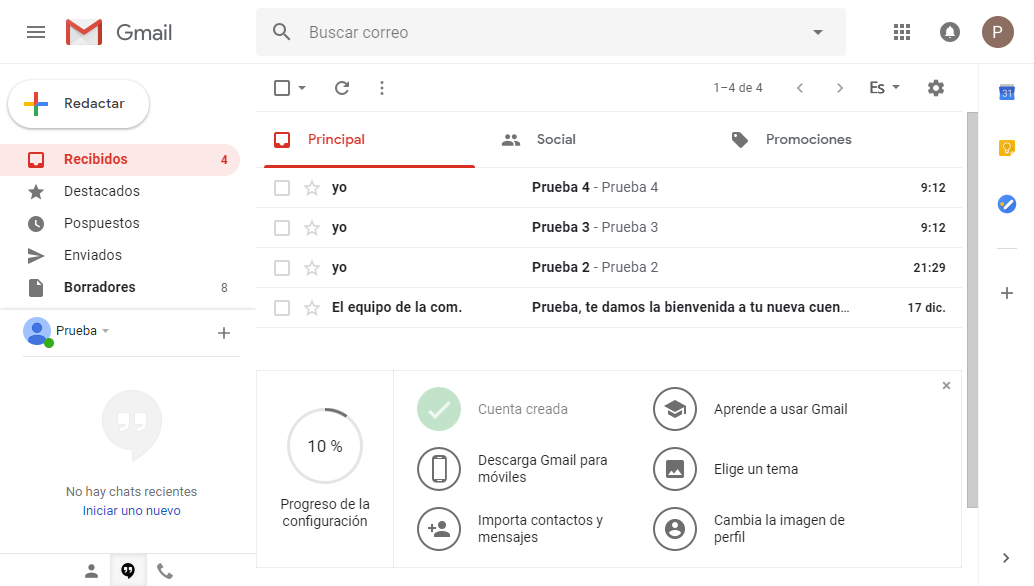 Gmail
Buscar correo
P
Redactar
1–4 de 4
Es
31
Recibidos 4
Destacados
Pospuestos
Enviados
Borradores 8
Principal
Social
Promociones
yo Prueba 4 - Prueba 4 9:12
yo Prueba 3 - Prueba 3 9:12
yo Prueba 2 - Prueba 2 21:29
El equipo de la com. Prueba, te damos la bienvenida a tu nueva cuen… 17 dic.
Prueba
No hay chats recientes
Iniciar uno nuevo
10 %
Progreso de la
configuración
Cuenta creada
Descarga Gmail para
móviles
Importa contactos y
mensajes
Aprende a usar Gmail
Elige un tema
Cambia la imagen de
perfil